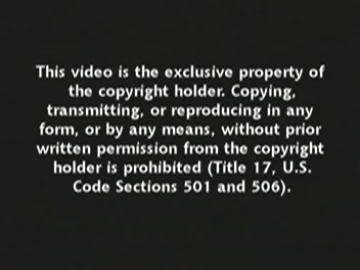 This video is the exclusive property of
the copyright holder. Copying,
transmitting, or reproducing in any
form, or by any means, without prior
written permission from the copyright
holder is prohibited (Title 17, U.S.
Code Sections 501 and 506).